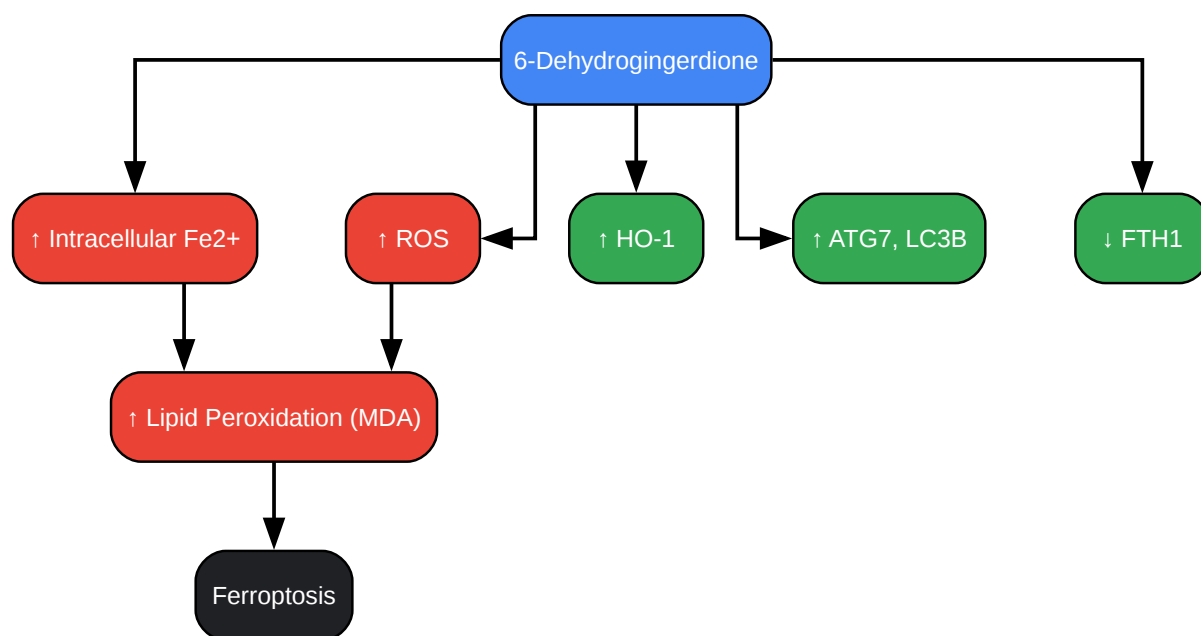 6-Dehydrogingerdione
↑ Intracellular Fe2+
↑ ROS
↑ HO-1
↑ ATG7, LC3B
↓ FTH1
↑ Lipid Peroxidation (MDA)
Ferroptosis